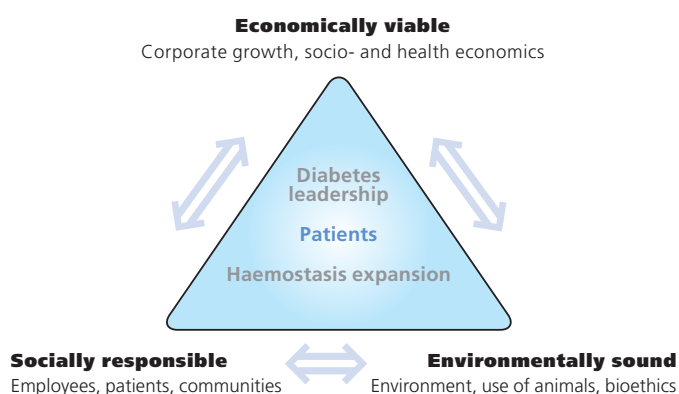 Economically viable
Corporate growth, socio- and health economics
Diabetes
leadership
Patients
Haemostasis expansion
Socially responsible
Employees, patients, communities
Environmentally sound
Environment, use of animals, bioethics